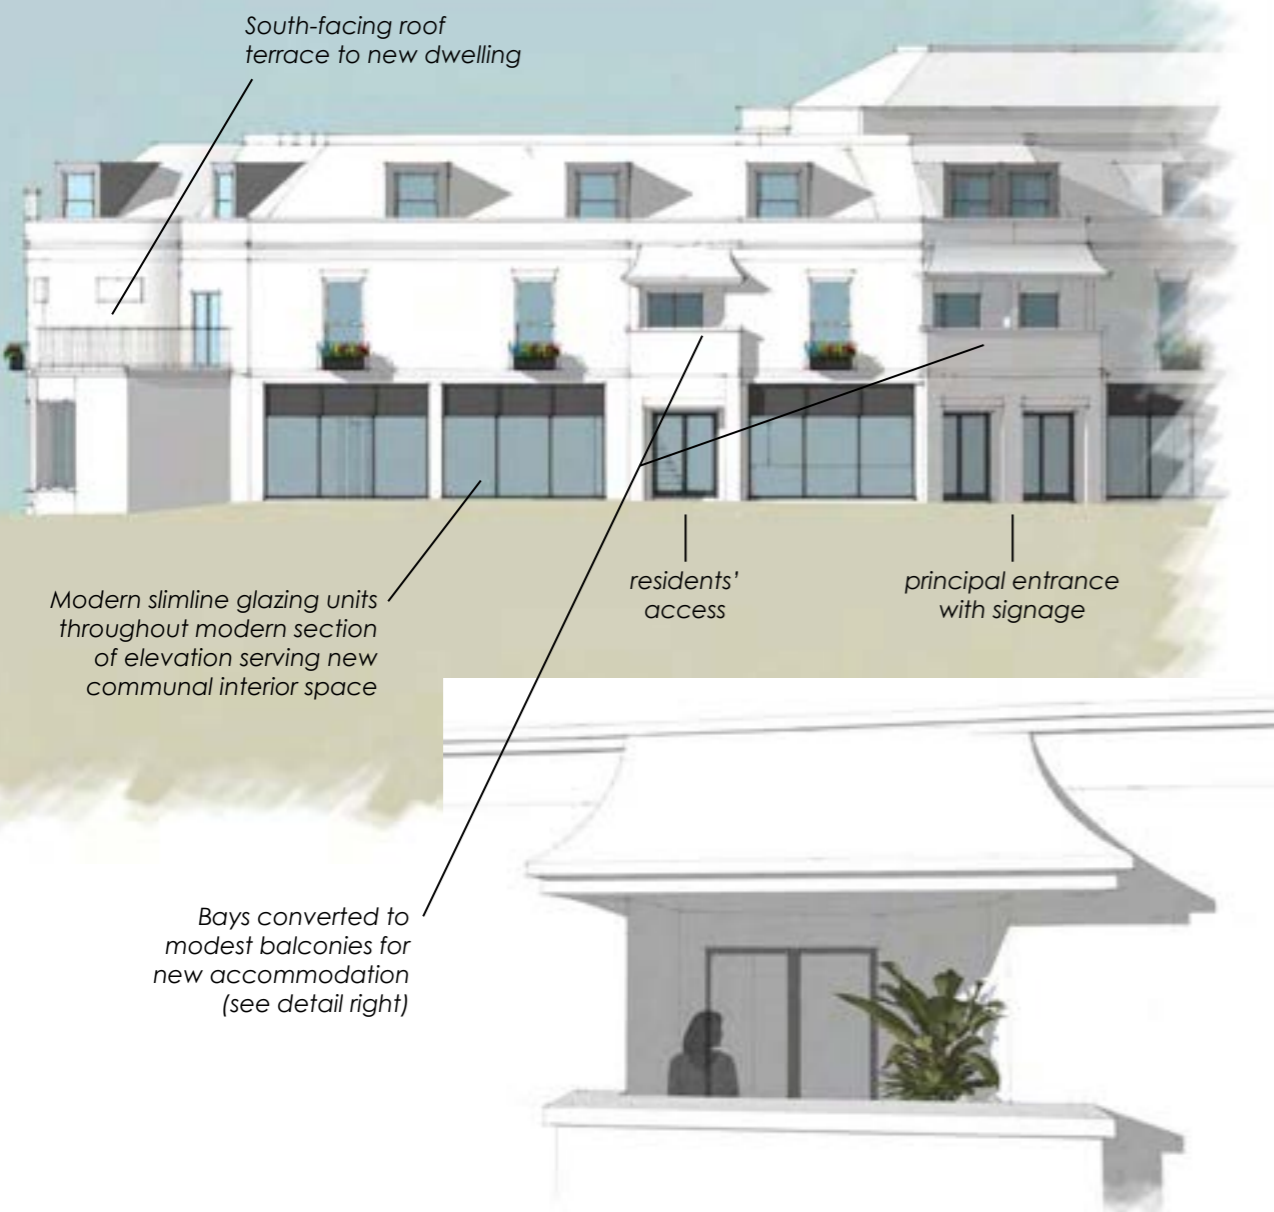 South-facing roof
terrace to new dwelling
Modern slimline glazing units
throughout modern section
of elevation serving new
communal interior space
residents’
access
principal entrance
with signage
Bays converted to
modest balconies for
new accommodation
(see detail right)